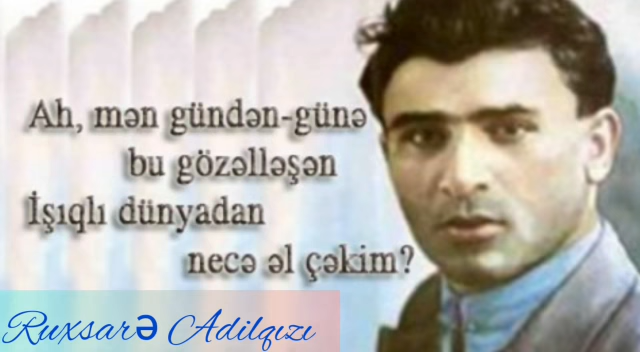 Ah, mən gündən-günə
bu gözəlləşən
İşıqlı dünyadan
necə əl çəkim?
Ruxsarə Adilqızı